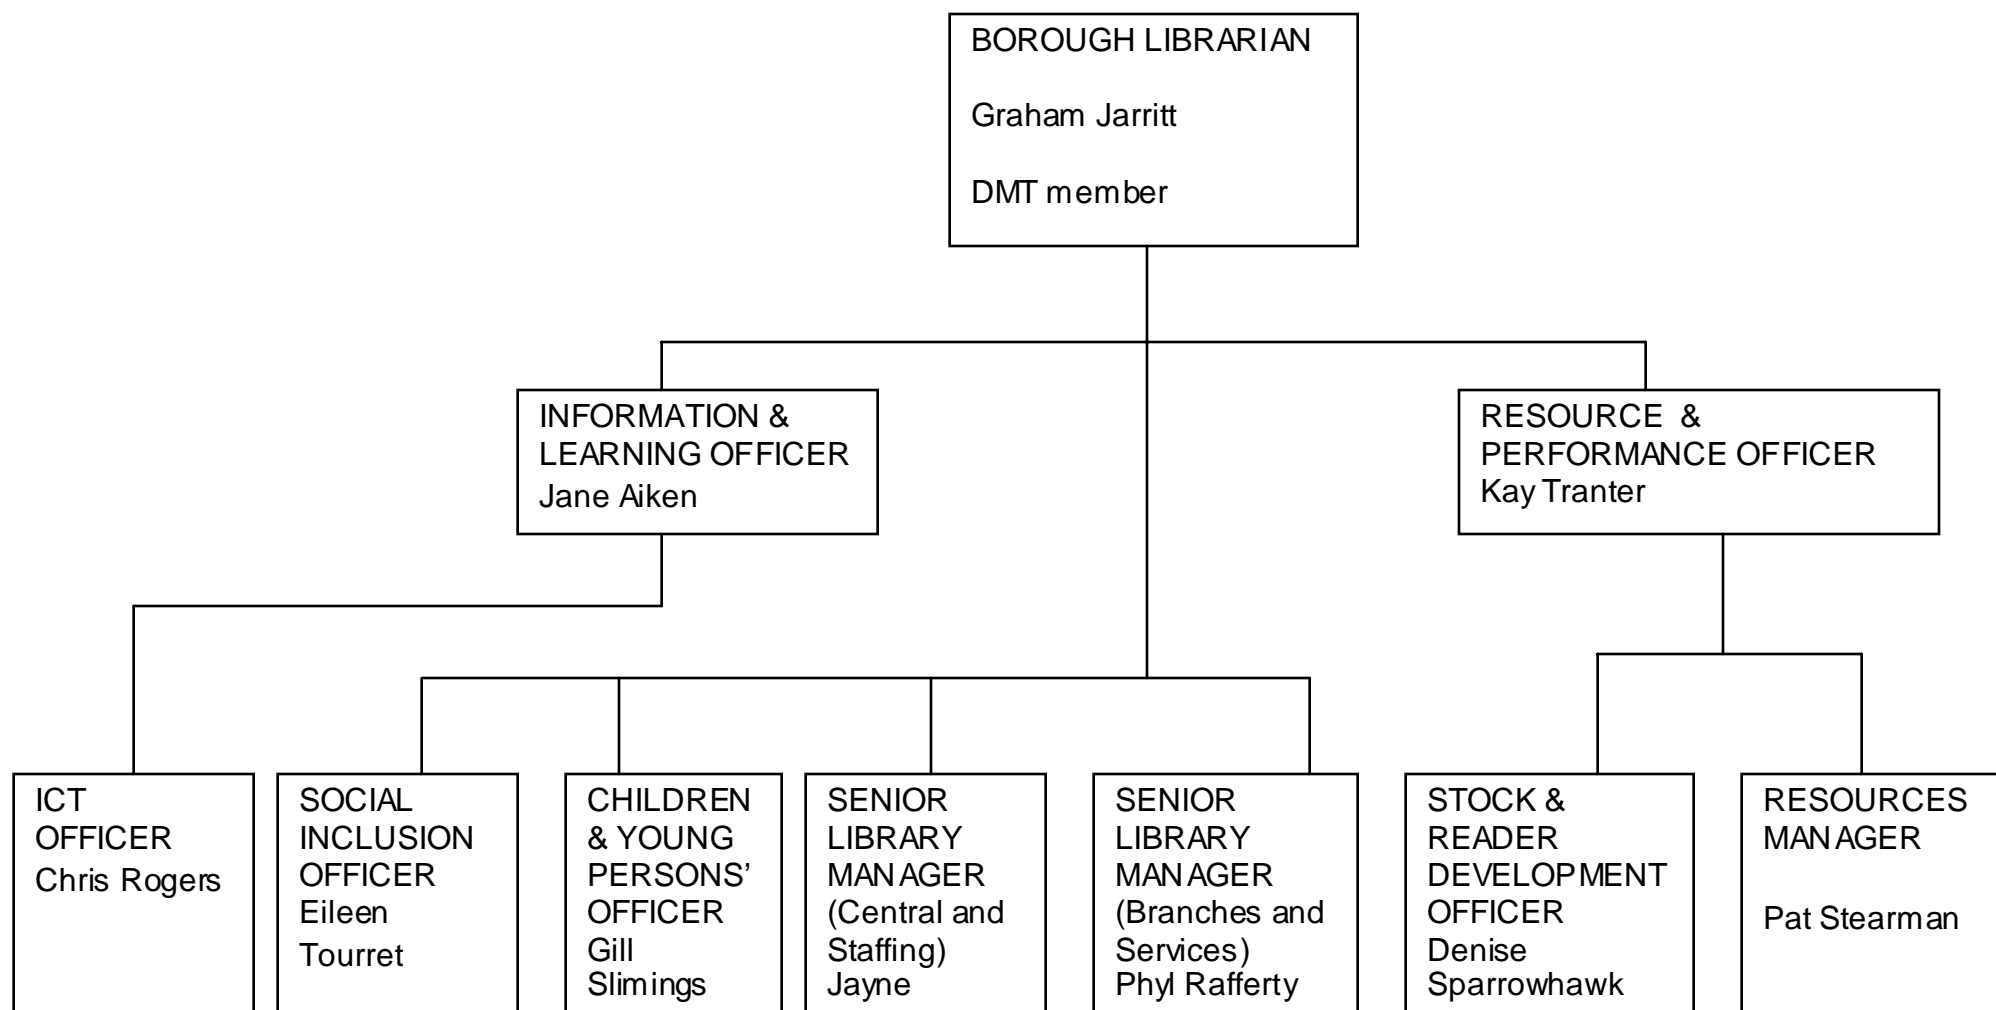 BOROUGH LIBRARIAN
Graham Jarritt
DMT member
INFORMATION &
LEARNING OFFICER
Jane Aiken
RESOURCE &
PERFORMANCE OFFICER
Kay Tranter
ICT
OFFICER
Chris Rogers
SOCIAL
INCLUSION
OFFICER
Eileen
Tourret
CHILDREN
& YOUNG
PERSONS’
OFFICER
Gill
Slimings
SENIOR
LIBRARY
MANAGER
(Central and
Staffing)
Jayne
SENIOR
LIBRARY
MANAGER
(Branches and
Services)
Phyl Rafferty
STOCK &
READER
DEVELOPMENT
OFFICER
Denise
Sparrowhawk
RESOURCES
MANAGER
Pat Stearman